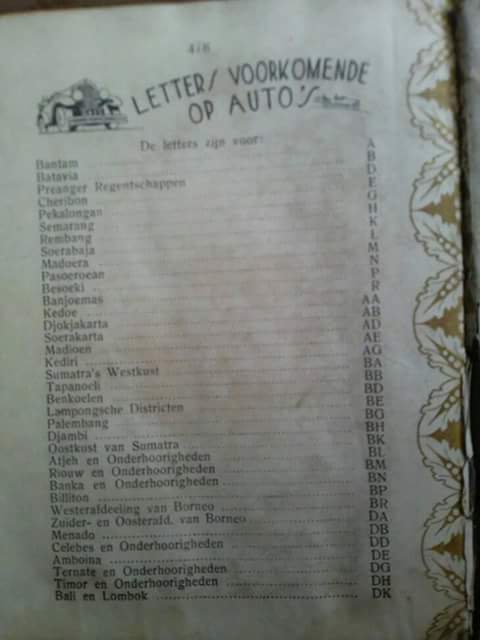 LETTERS VOORKOMENDE
OP AUTO'S
De letters zijn voor:
Bantam A
Batavia B
Preanger Regentschappen D
Cheribon E
Pekalongan G
Semarang H
Rembang K
Soerabaja L
Madoera M
Pasoeroean N
Besoeki P
Banjoemas R
Kedoe AA
Djokjakarta AB
Soerakarta AD
Madioen AE
Kediri AG
Sumatra's Westkust BA
Tapanoeli BB
Benkoelen BD
Lampongsche Districten BE
Palembang BG
Djambi BH
Oostkust van Sumatra BK
Atjeh en Onderhoorigheden BL
Riouw en Onderhoorigheden BM
Banka en Onderhoorigheden BN
Billiton BP
Westerafdeeling van Borneo BR
Zuider- en Oosterafd. van Borneo DA
Menado DB
Celebes en Onderhoorigheden DD
Amboina DE
Ternate en Onderhoorigheden DG
Timor en Onderhoorigheden DH
Bali en Lombok DK